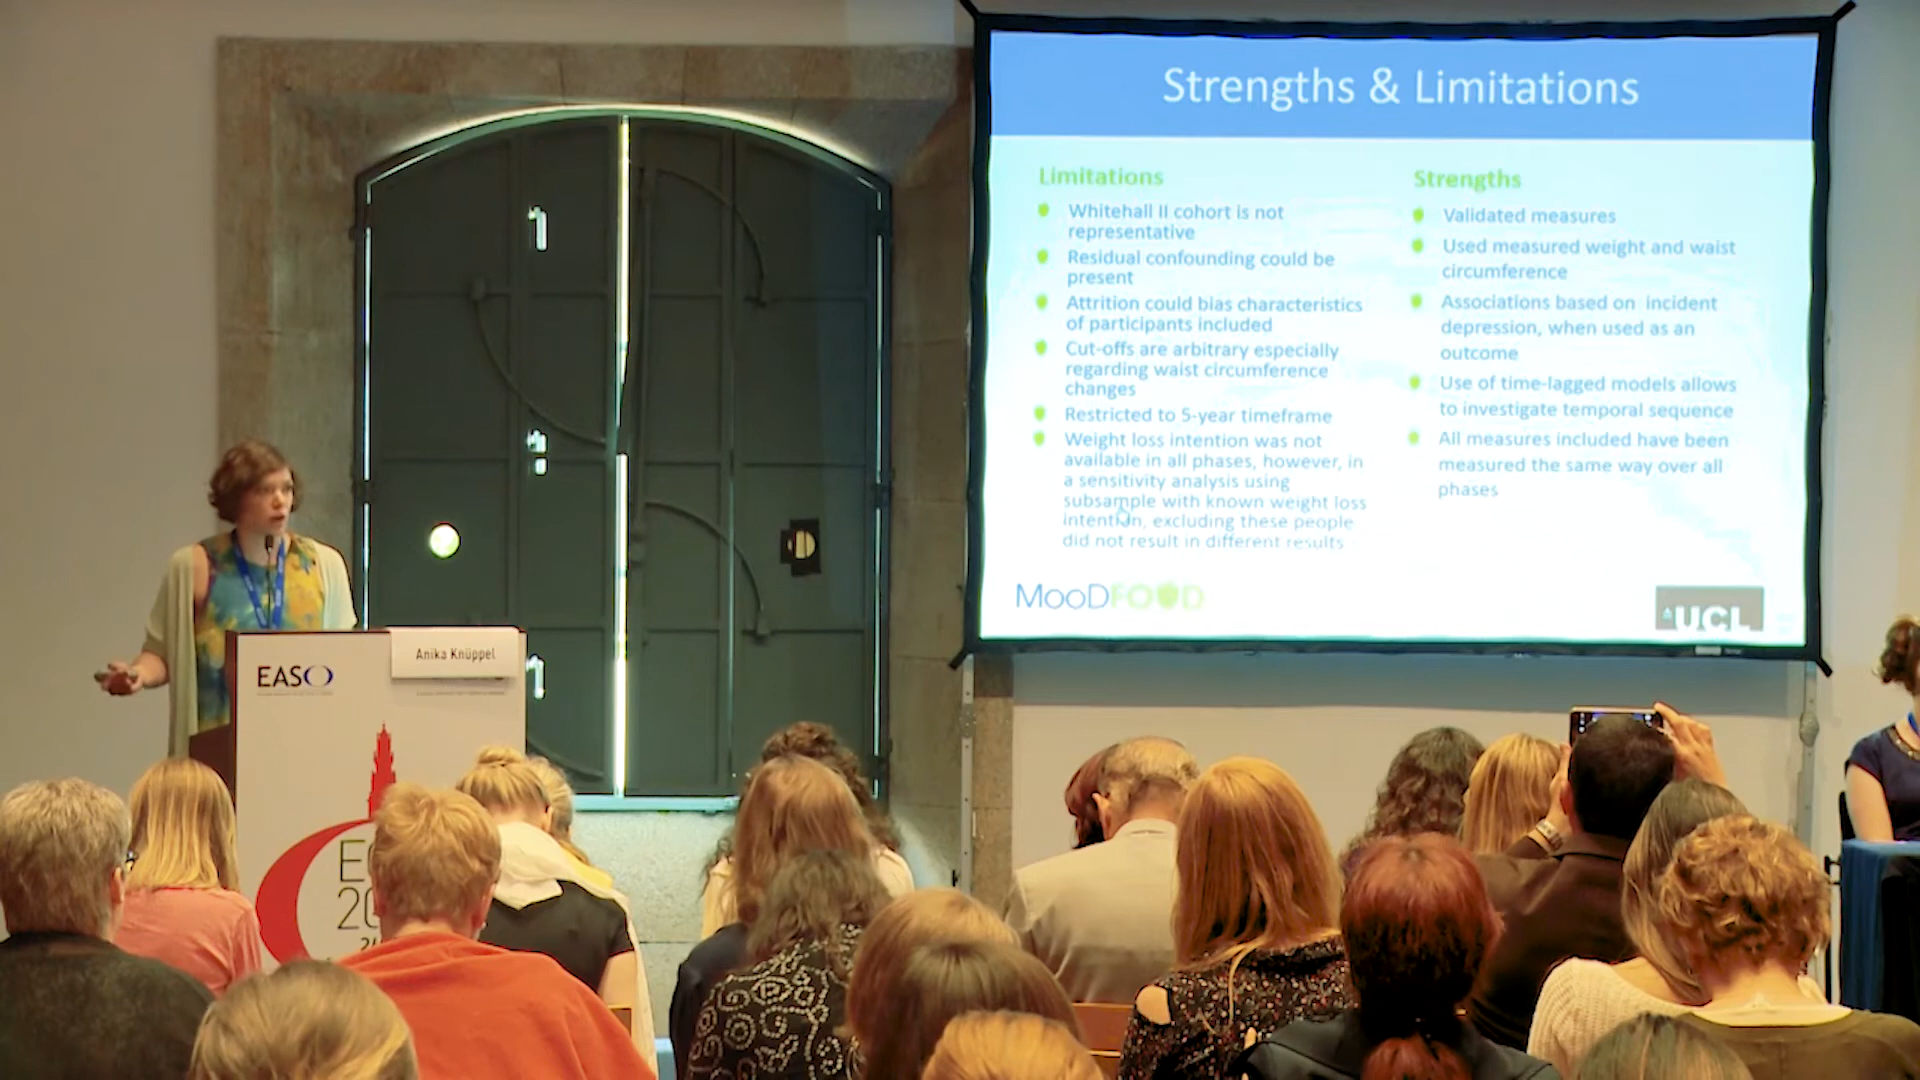 Strengths & Limitations
Limitations
Whitehall II cohort is not
representative
Residual confounding could be
present
Attrition could bias characteristics
of participants included
Cut-offs are arbitrary especially
regarding waist circumference
changes
Restricted to 5-year timeframe
Weight loss intention was not
available in all phases, however, in
a sensitivity analysis using
subsample with known weight loss
intention, excluding these people
did not result in different results
Strengths
Validated measures
Used measured weight and waist
circumference
Associations based on incident
depression, when used as an
outcome
Use of time-lagged models allows
to investigate temporal sequence
All measures included have been
measured the same way over all
phases
MooDFOOD
UCL
Anika Knüppel
EASO